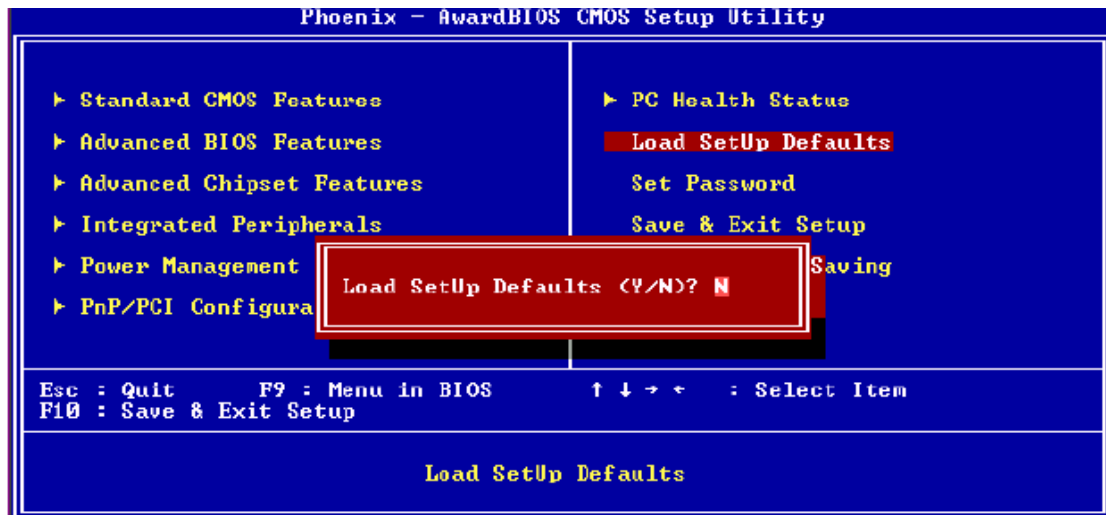 Phoenix - AwardBIOS CMOS Setup Utility
▶ Standard CMOS Features
▶ Advanced BIOS Features
▶ Advanced Chipset Features
▶ Integrated Peripherals
▶ Power Management
▶ PnP/PCI Configura
▶ PC Health Status
Load SetUp Defaults
Set Password
Save & Exit Setup
Saving
Load SetUp Defaults (Y/N)? N
Esc : Quit F9 : Menu in BIOS ↑ ↓ → ← : Select Item
F10 : Save & Exit Setup
Load SetUp Defaults